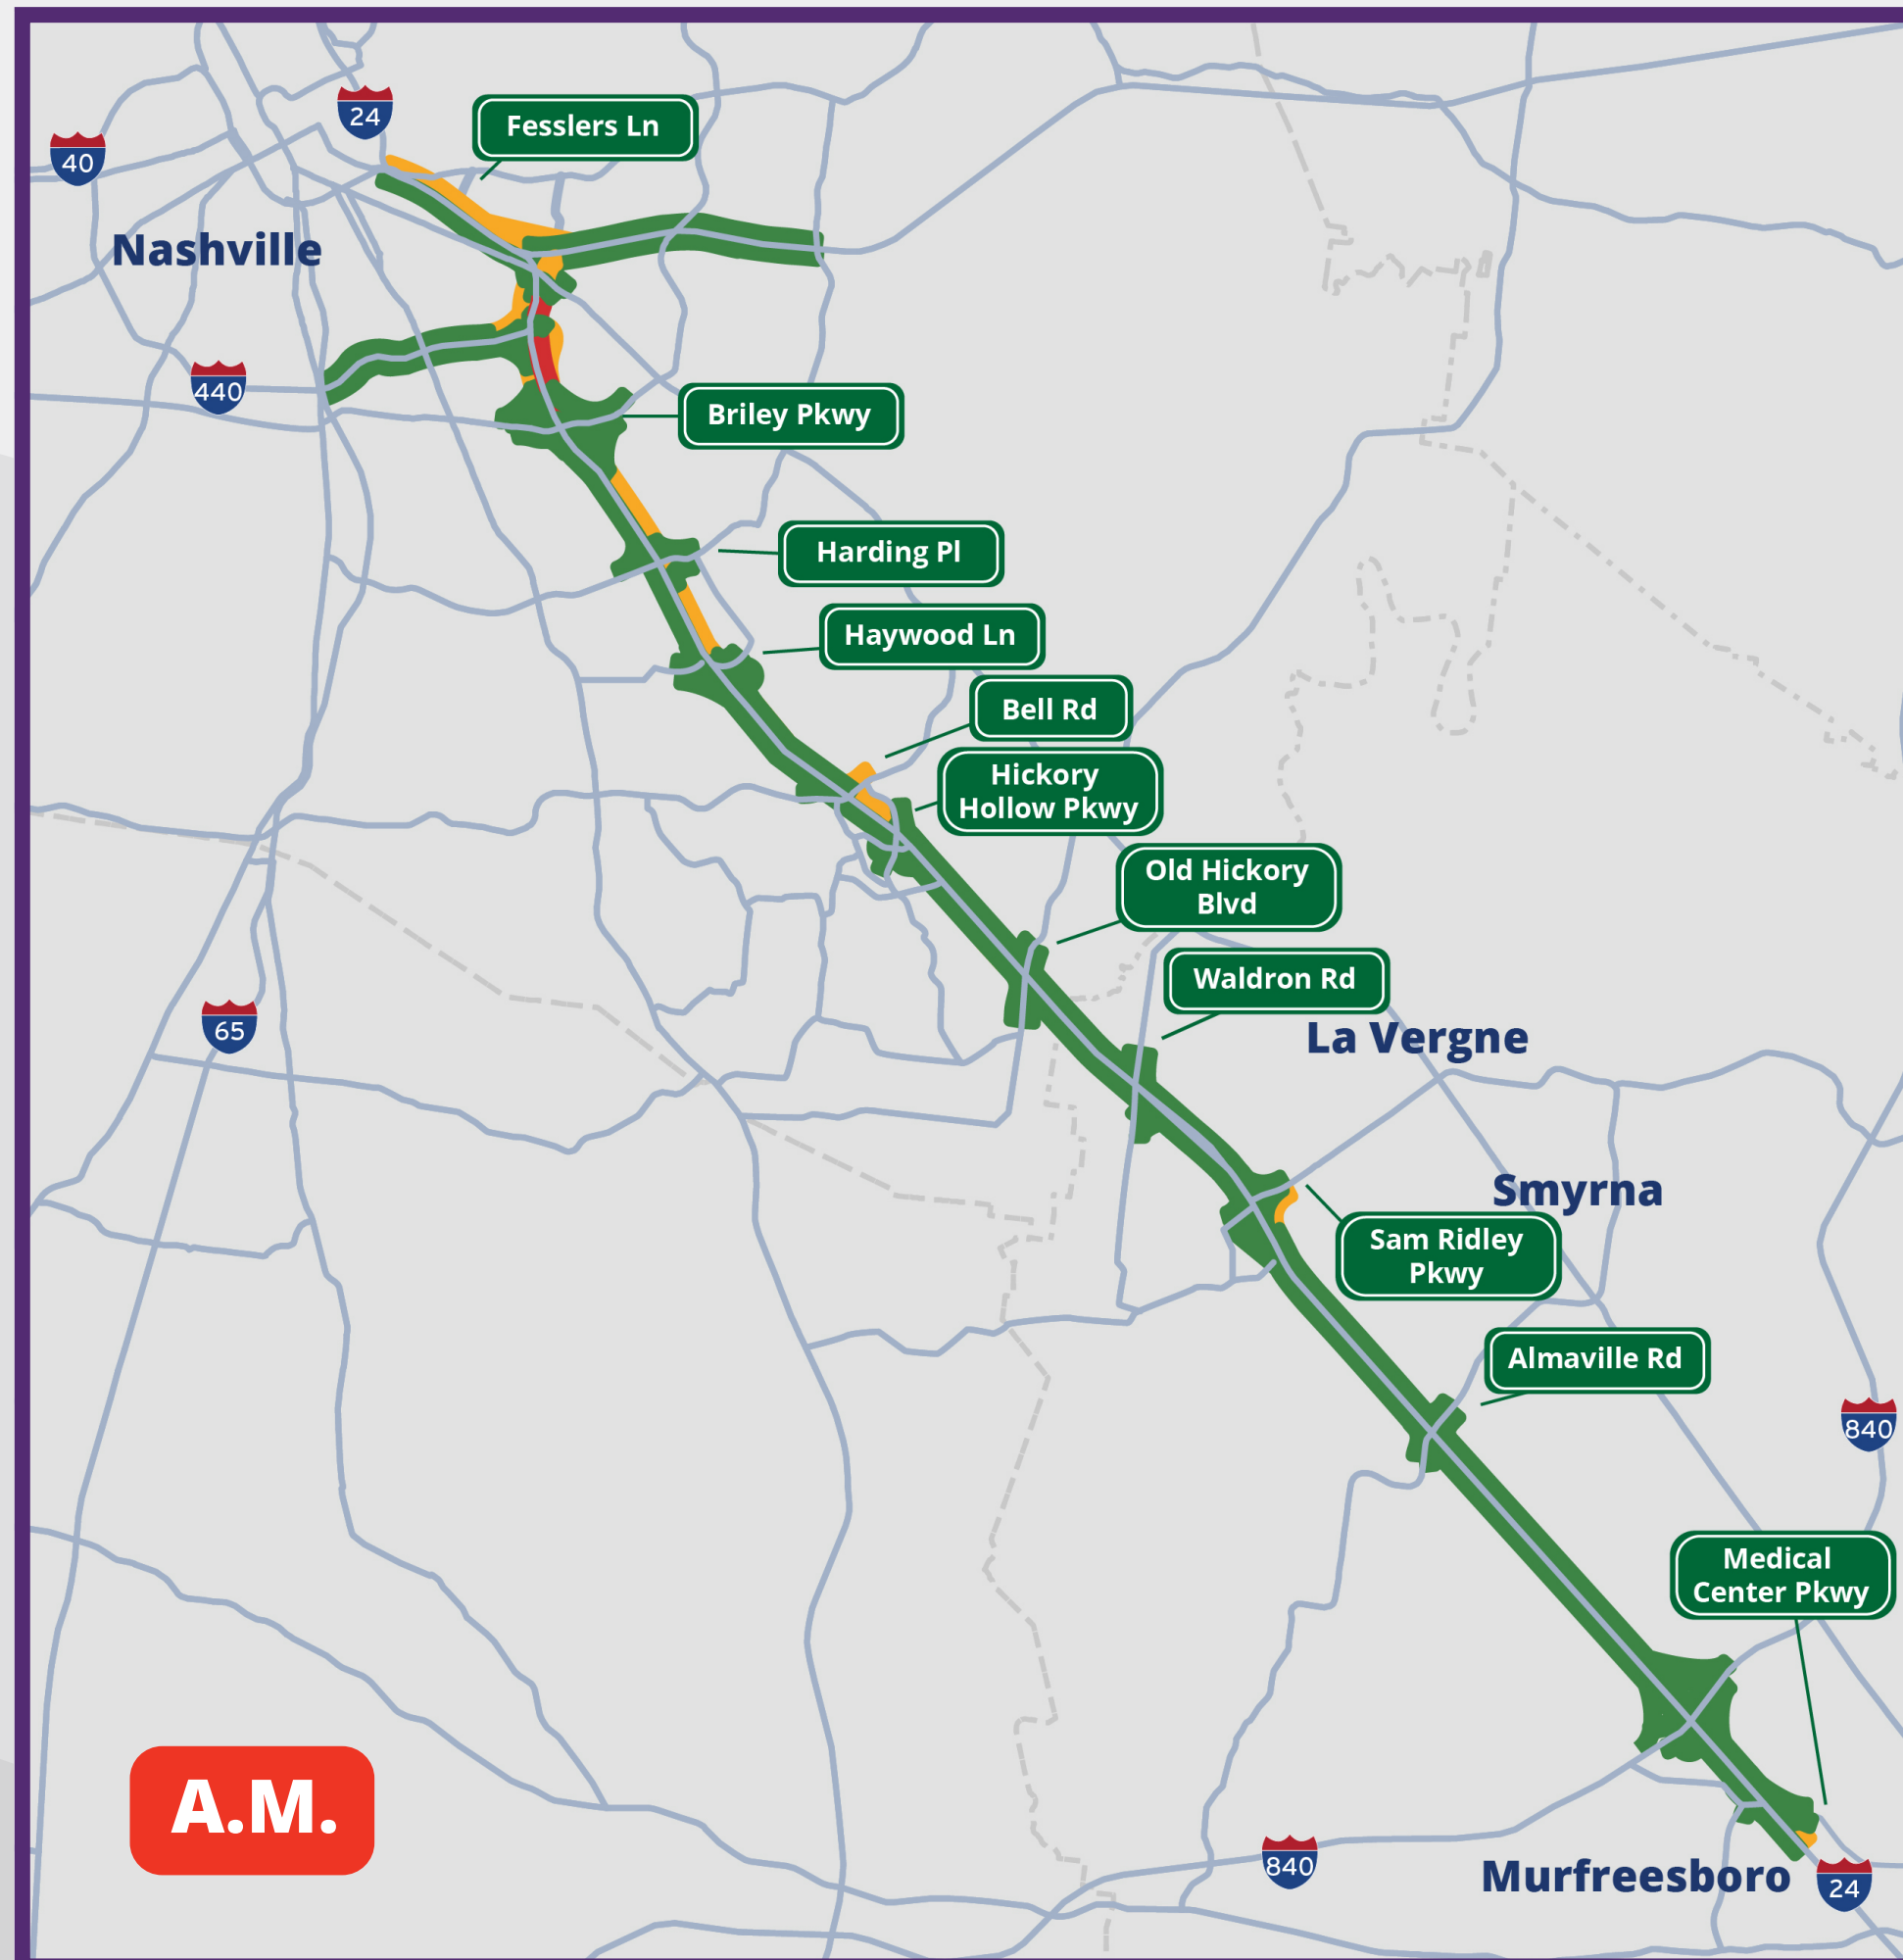 24
Fesslers Ln
40
Nashville
440
Briley Pkwy
Harding Pl
Haywood Ln
Bell Rd
Hickory
Hollow Pkwy
Old Hickory
Blvd
Waldron Rd
65
La Vergne
Smyrna
Sam Ridley
Pkwy
Almaville Rd
840
Medical
Center Pkwy
A.M.
840
Murfreesboro
24